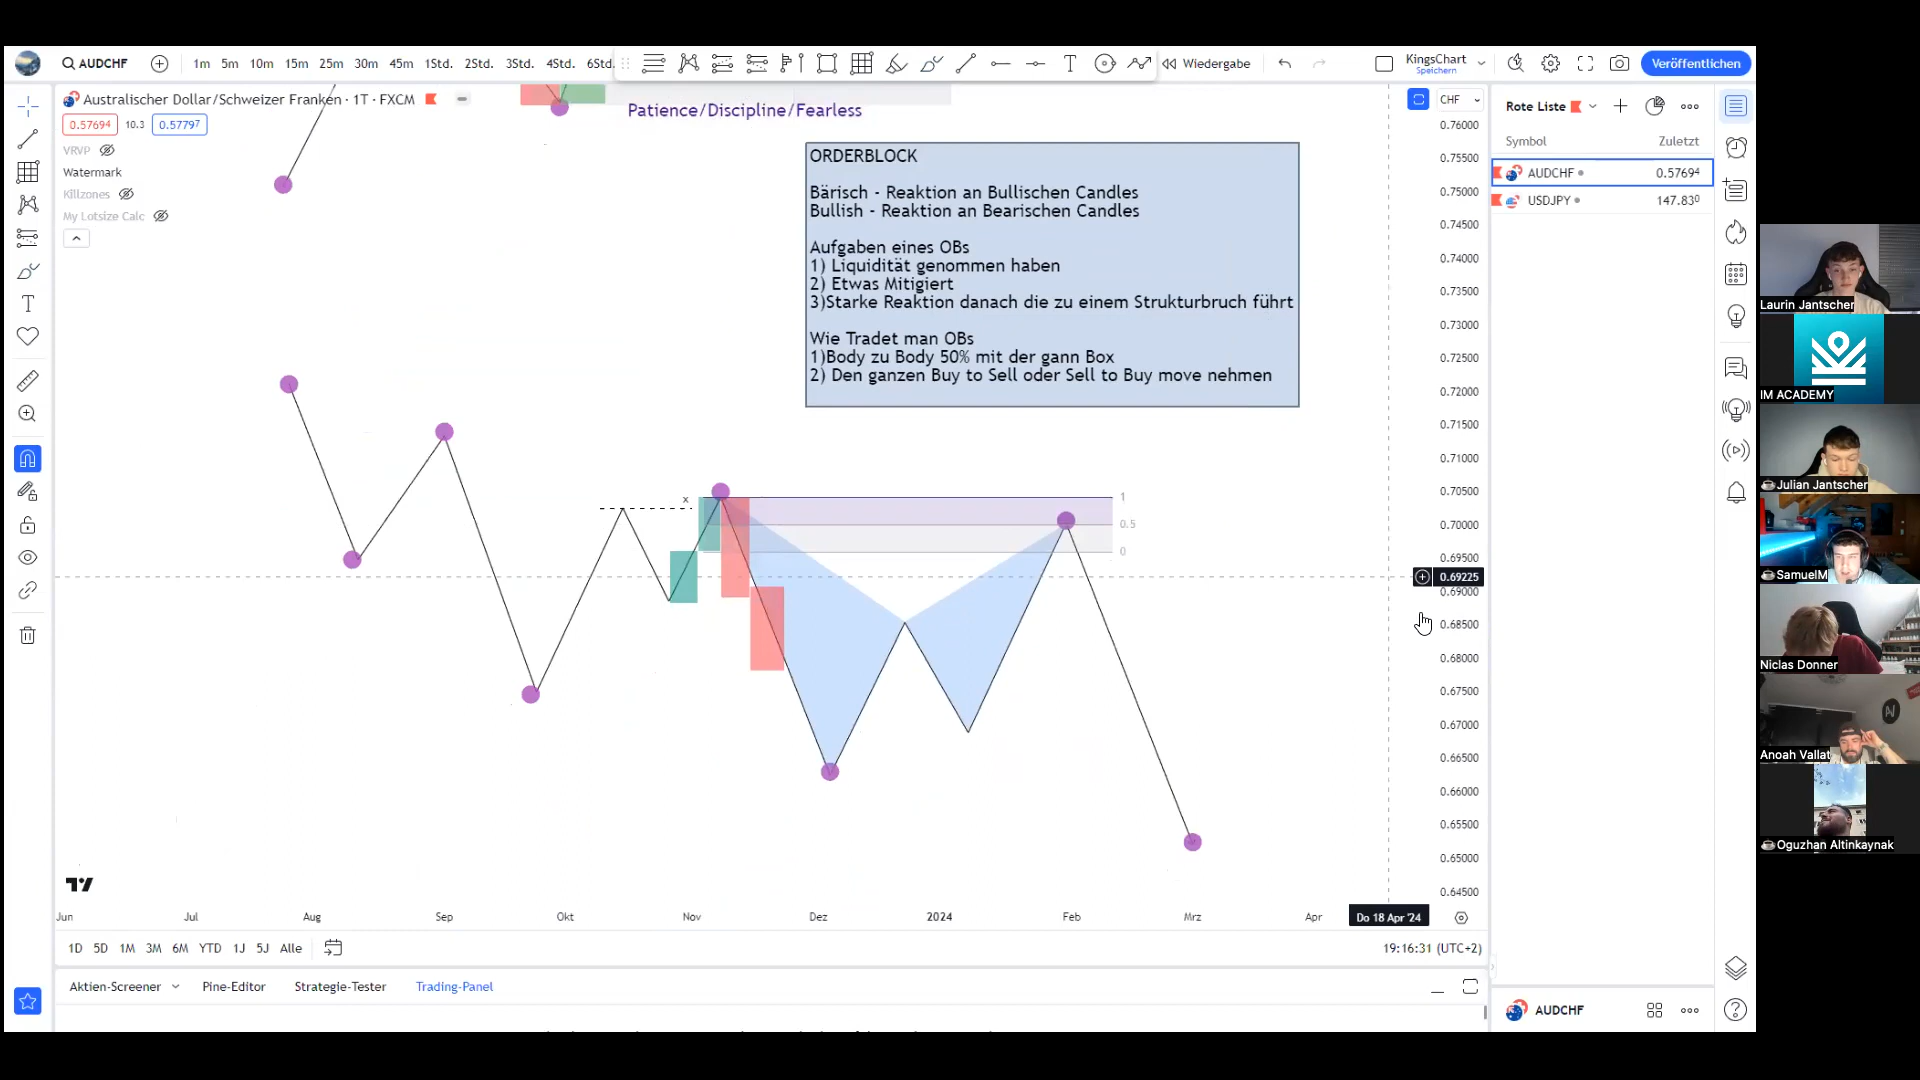 AUDCHF
1m 5m 10m 15m 25m 30m 45m 1Std. 2Std. 3Std. 4Std. 6Std.
Wiedergabe
KingsChart
Speichern
Veröffentlichen
Australischer Dollar/Schweizer Franken · 1T · FXCM
0.57694 10.3 0.57797
VRVP
Watermark
Killzones
My Lotsize Calc
Patience/Discipline/Fearless
ORDERBLOCK
Bärisch - Reaktion an Bullischen Candles
Bullish - Reaktion an Bearischen Candles
Aufgaben eines OBs
1) Liquidität genommen haben
2) Etwas Mitigiert
3)Starke Reaktion danach die zu einem Strukturbruch führt
Wie Tradet man OBs
1)Body zu Body 50% mit der gann Box
2) Den ganzen Buy to Sell oder Sell to Buy move nehmen
x
1
0.5
0
CHF
0.76000
0.75500
0.75000
0.74500
0.74000
0.73500
0.73000
0.72500
0.72000
0.71500
0.71000
0.70500
0.70000
0.69500
0.69225
0.69000
0.68500
0.68000
0.67500
0.67000
0.66500
0.66000
0.65500
0.65000
0.64500
Jun Jul Aug Sep Okt Nov Dez 2024 Feb Mrz Apr Do 18 Apr '24
1D 5D 1M 3M 6M YTD 1J 5J Alle
19:16:31 (UTC+2)
Aktien-Screener Pine-Editor Strategie-Tester Trading-Panel
Rote Liste
Symbol Zuletzt
AUDCHF 0.57694
USDJPY 147.830
AUDCHF
Laurin Jantscher
IM ACADEMY
Julian Jantscher
SamuelM
Niclas Donner
Anoah Vallat
Oguzhan Altinkaynak